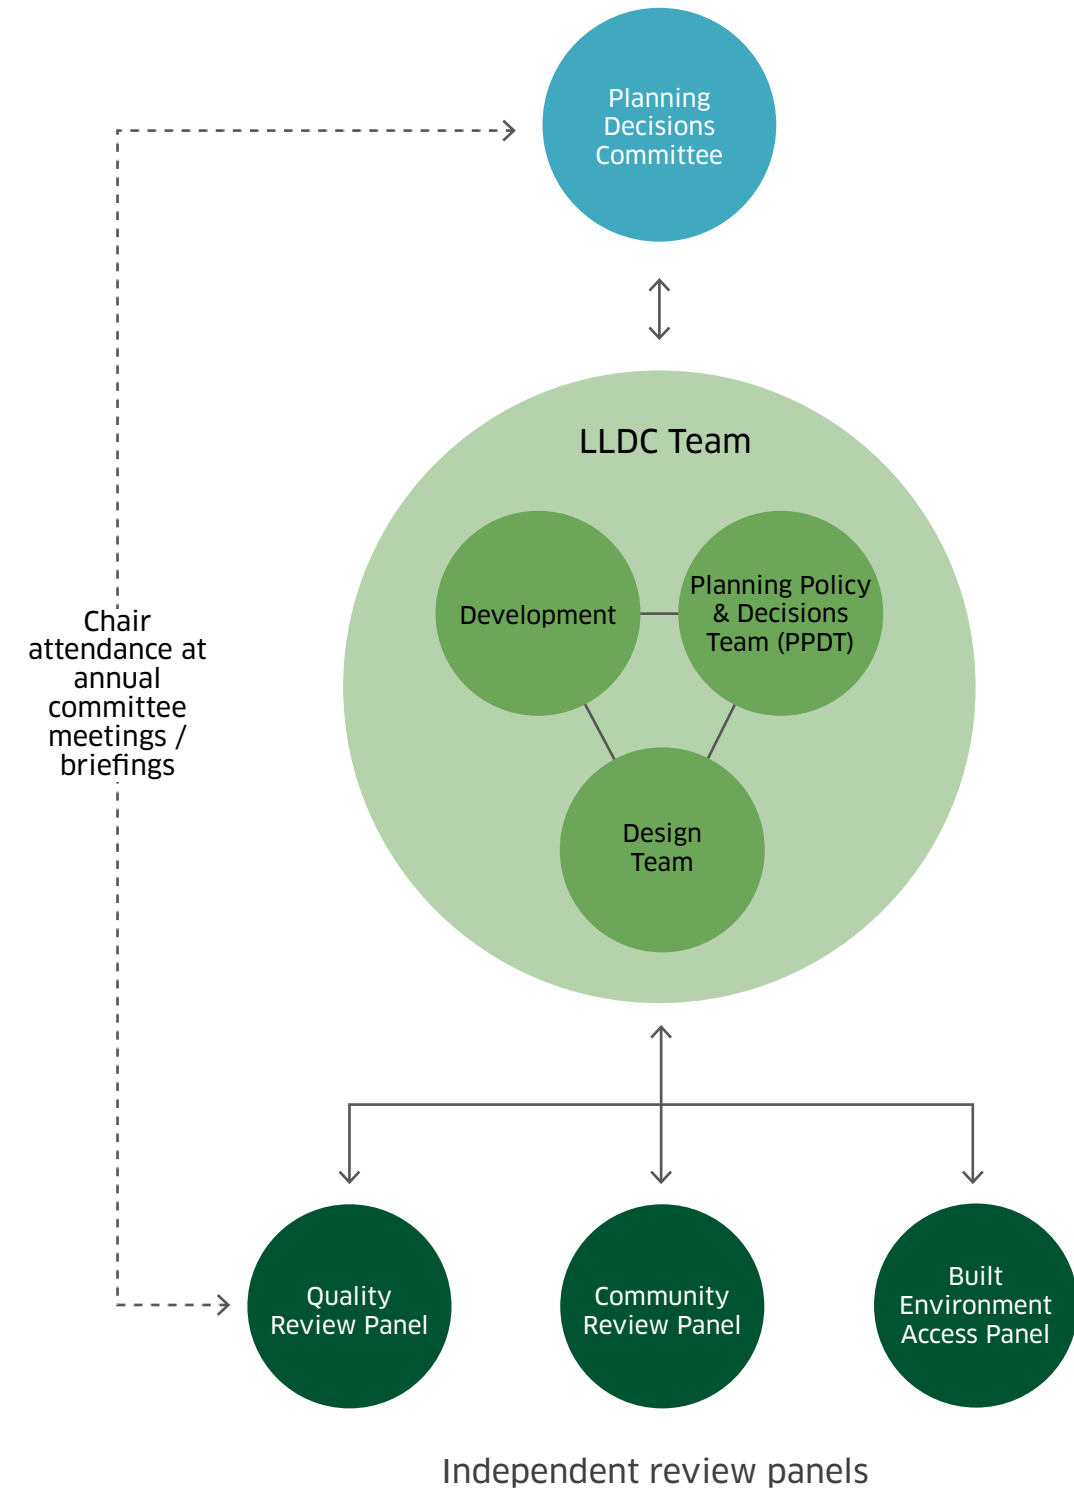 Planning
Decisions
Committee
LLDC Team
Development
Planning Policy
& Decisions
Team (PPDT)
Design
Team
Chair
attendance at
annual
committee
meetings /
briefings
Quality
Review Panel
Community
Review Panel
Built
Environment
Access Panel
Independent review panels